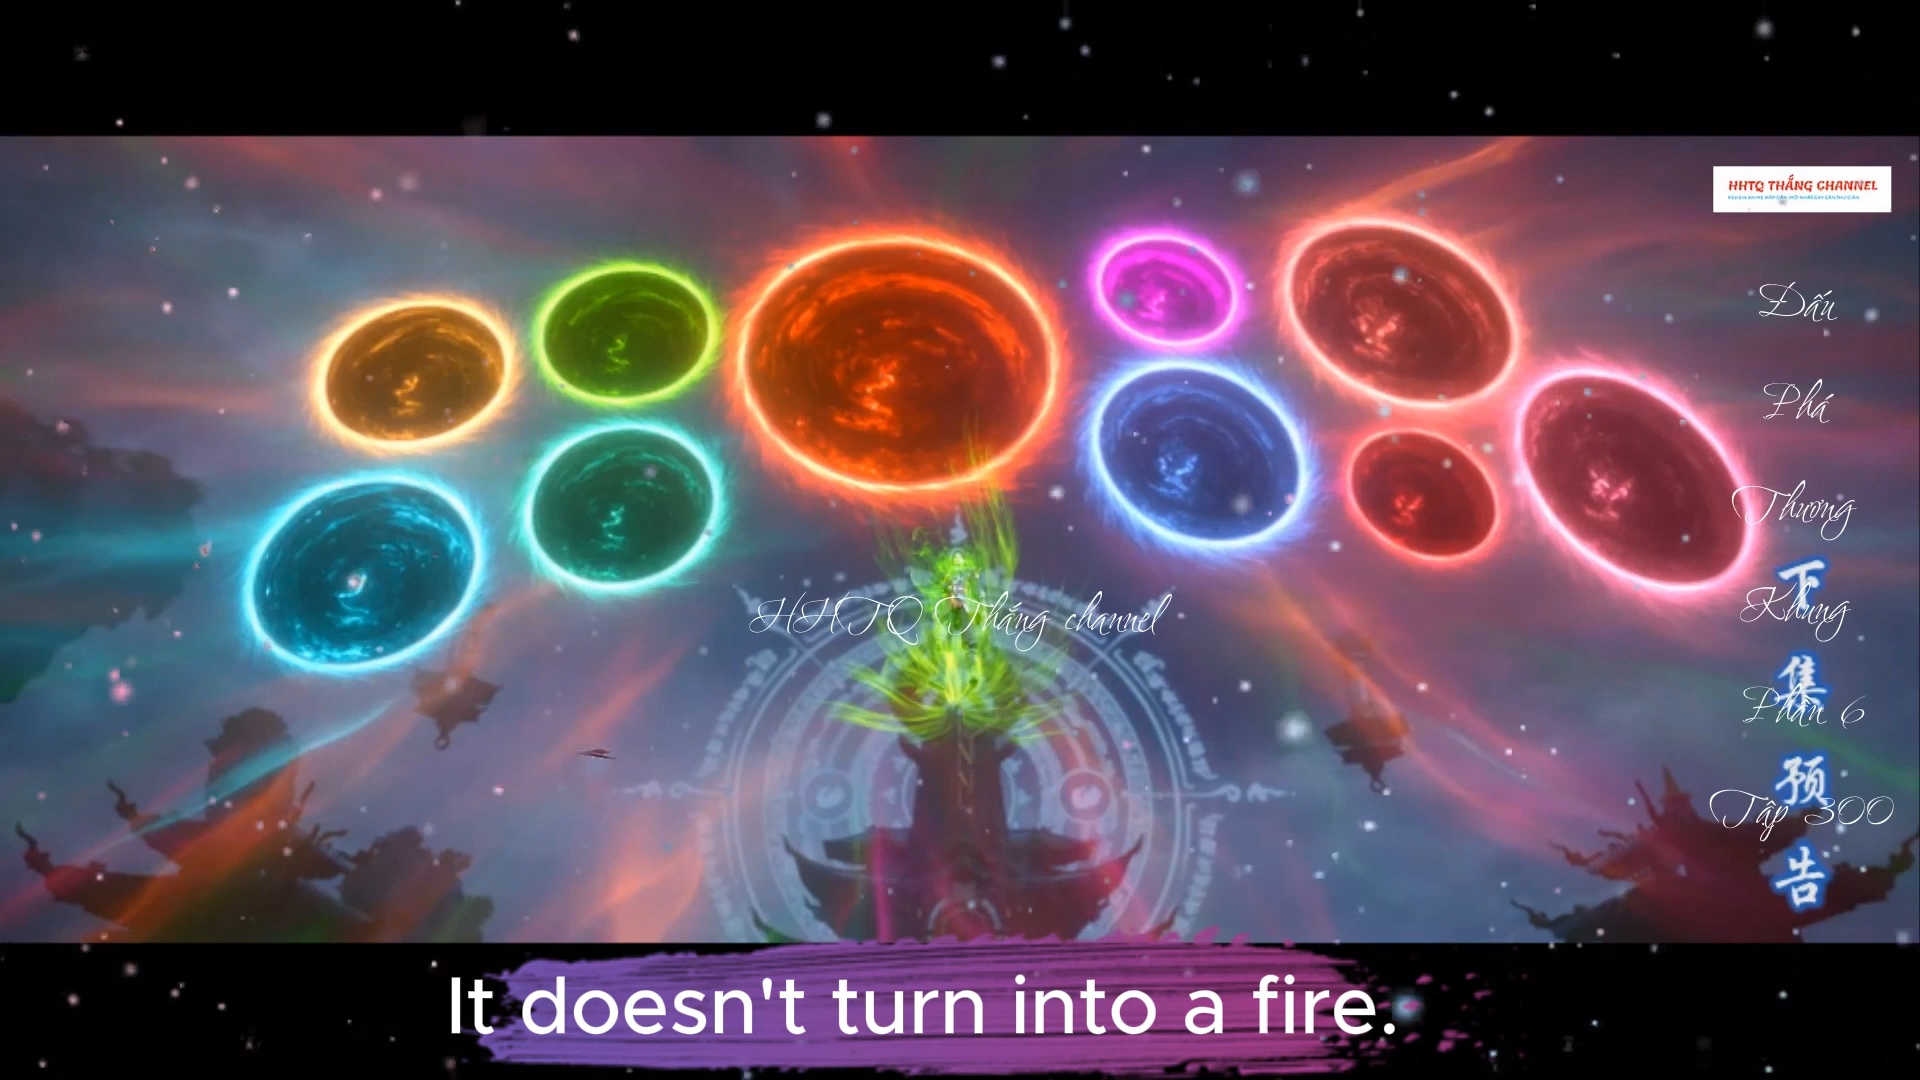 HHTQ THẮNG CHANNEL
Đấu
Phá
Thương
Khung
Phần 6
Tập 300
下
集
预
告
HHTQ Thắng channel
It doesn't turn into a fire.